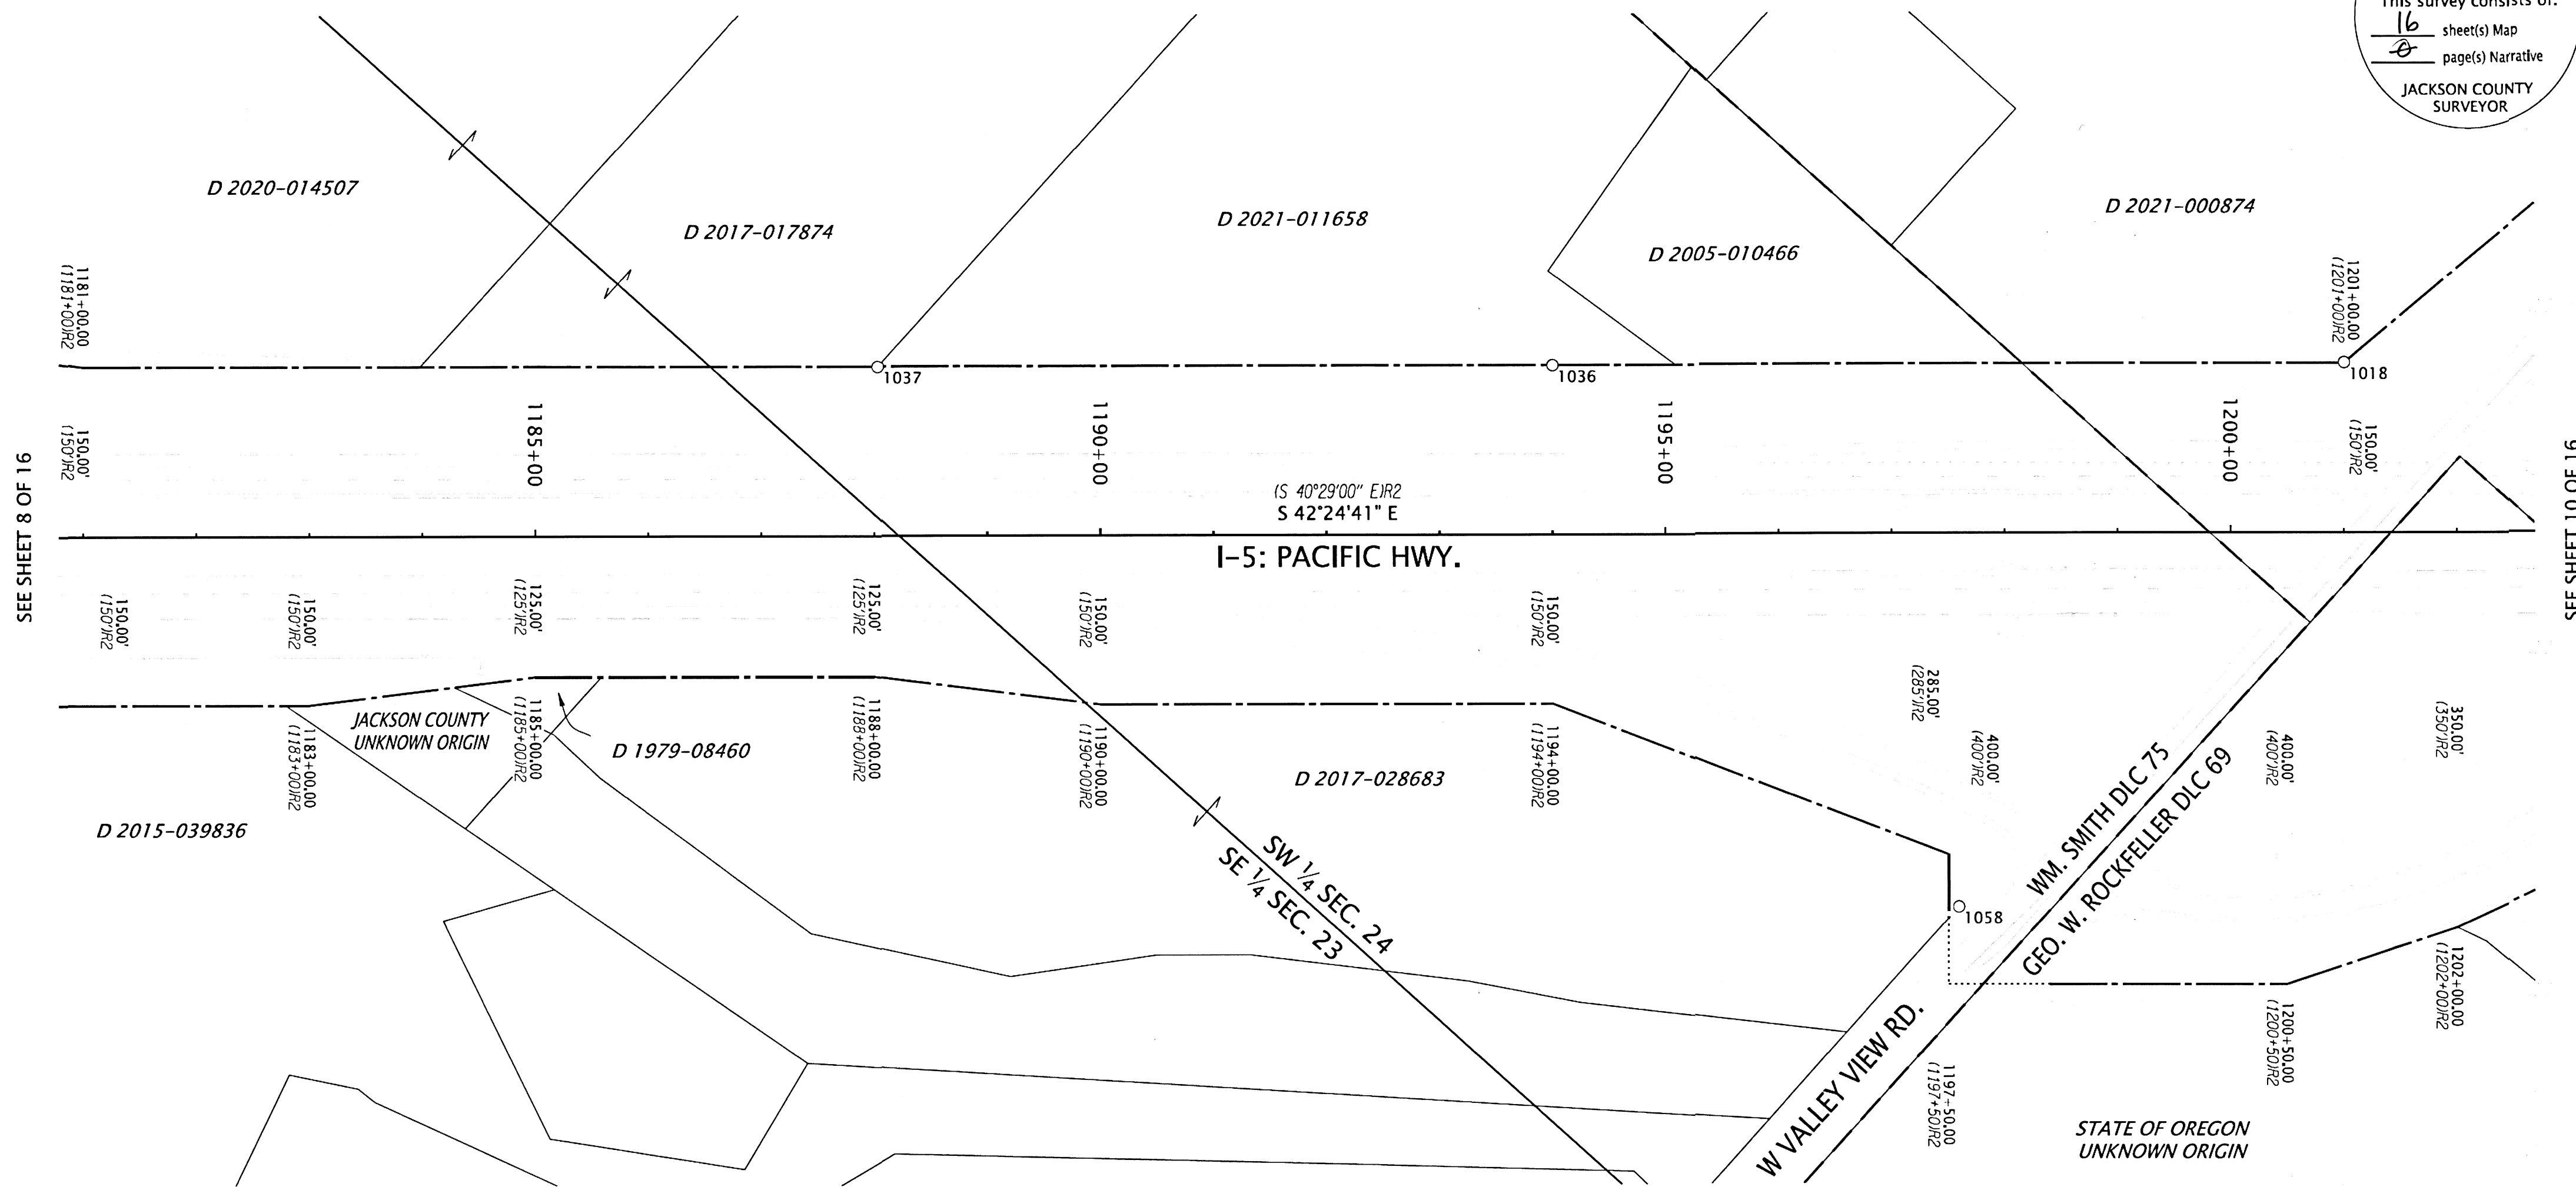 This survey consists of:
16 sheet(s) Map
0 page(s) Narrative
JACKSON COUNTY
SURVEYOR
D 2020-014507
D 2017-017874
D 2021-011658
D 2005-010466
D 2021-000874
1181+00.00
(1181+00)R2
1201+00.00
(1201+00)R2
1037
1036
1018
150.00'
(150')R2
1185+00
1190+00
1195+00
1200+00
150.00'
(150')R2
SEE SHEET 8 OF 16
SEE SHEET 10 OF 16
(S 40°29'00" E)R2
S 42°24'41" E
I-5: PACIFIC HWY.
150.00'
(150')R2
150.00'
(150')R2
125.00'
(125')R2
125.00'
(125')R2
150.00'
(150')R2
150.00'
(150')R2
285.00'
(285')R2
400.00'
(400')R2
400.00'
(400')R2
350.00'
(350')R2
JACKSON COUNTY
UNKNOWN ORIGIN
1183+00.00
(1183+00)R2
1185+00.00
(1185+00)R2
D 1979-08460
1188+00.00
(1188+00)R2
1190+00.00
(1190+00)R2
D 2017-028683
1194+00.00
(1194+00)R2
D 2015-039836
SW 1/4 SEC. 24
SE 1/4 SEC. 23
WM. SMITH DLC 75
GEO. W. ROCKFELLER DLC 69
1058
W VALLEY VIEW RD.
1197+50.00
(1197+50)R2
1200+50.00
(1200+50)R2
1202+00.00
(1202+00)R2
STATE OF OREGON
UNKNOWN ORIGIN